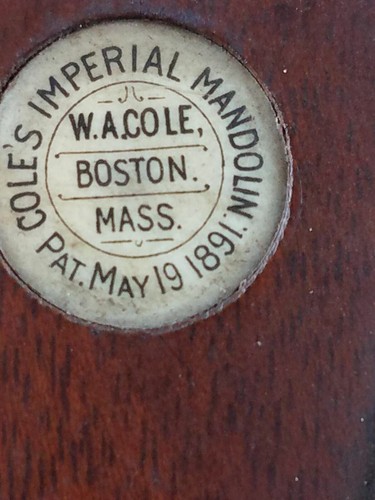 COLE'S IMPERIAL MANDOLIN.
W.A.COLE,
BOSTON.
MASS.
PAT. MAY 19 1891.